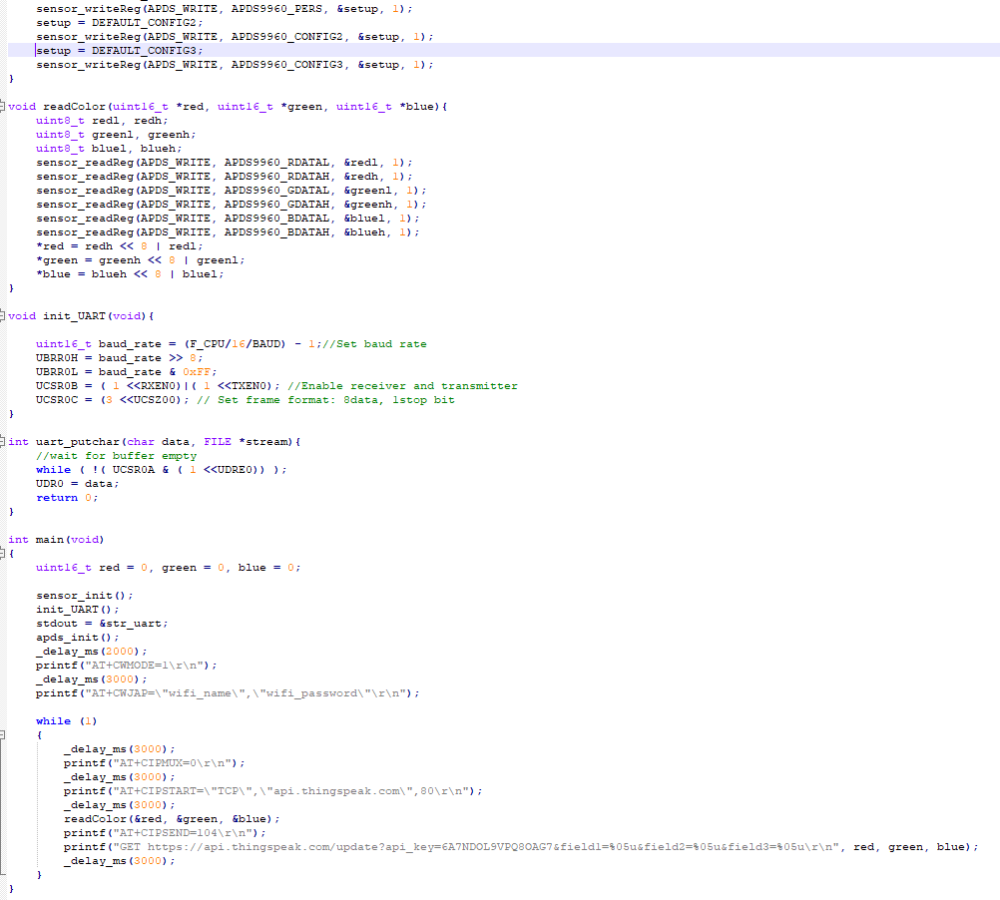 sensor_writeReg(APDS_WRITE, APDS9960_PERS, &setup, 1);
setup = DEFAULT_CONFIG2;
sensor_writeReg(APDS_WRITE, APDS9960_CONFIG2, &setup, 1);
setup = DEFAULT_CONFIG3;
sensor_writeReg(APDS_WRITE, APDS9960_CONFIG3, &setup, 1);
}
void readColor(uint16_t *red, uint16_t *green, uint16_t *blue){
uint8_t redl, redh;
uint8_t greenl, greenh;
uint8_t bluel, blueh;
sensor_readReg(APDS_WRITE, APDS9960_RDATAL, &redl, 1);
sensor_readReg(APDS_WRITE, APDS9960_RDATAH, &redh, 1);
sensor_readReg(APDS_WRITE, APDS9960_GDATAL, &greenl, 1);
sensor_readReg(APDS_WRITE, APDS9960_GDATAH, &greenh, 1);
sensor_readReg(APDS_WRITE, APDS9960_BDATAL, &bluel, 1);
sensor_readReg(APDS_WRITE, APDS9960_BDATAH, &blueh, 1);
*red = redh << 8 | redl;
*green = greenh << 8 | greenl;
*blue = blueh << 8 | bluel;
}
void init_UART(void){
uint16_t baud_rate = (F_CPU/16/BAUD) - 1;//Set baud rate
UBRR0H = baud_rate >> 8;
UBRR0L = baud_rate & 0xFF;
UCSR0B = ( 1 <<RXEN0)|( 1 <<TXEN0); //Enable receiver and transmitter
UCSR0C = (3 <<UCSZ00); // Set frame format: 8data, 1stop bit
}
int uart_putchar(char data, FILE *stream){
//wait for buffer empty
while ( !( UCSR0A & ( 1 <<UDRE0)) );
UDR0 = data;
return 0;
}
int main(void)
{
uint16_t red = 0, green = 0, blue = 0;
sensor_init();
init_UART();
stdout = &str_uart;
apds_init();
_delay_ms(2000);
printf("AT+CWMODE=1\r\n");
_delay_ms(3000);
printf("AT+CWJAP=\"wifi_name\",\"wifi_password\"\r\n");
while (1)
{
_delay_ms(3000);
printf("AT+CIPMUX=0\r\n");
_delay_ms(3000);
printf("AT+CIPSTART=\"TCP\",\"api.thingspeak.com\",80\r\n");
_delay_ms(3000);
readColor(&red, &green, &blue);
printf("AT+CIPSEND=104\r\n");
printf("GET https://api.thingspeak.com/update?api_key=6A7NDOL9VPQ8OAG7&field1=%05u&field2=%05u&field3=%05u\r\n", red, green, blue);
_delay_ms(3000);
}
}